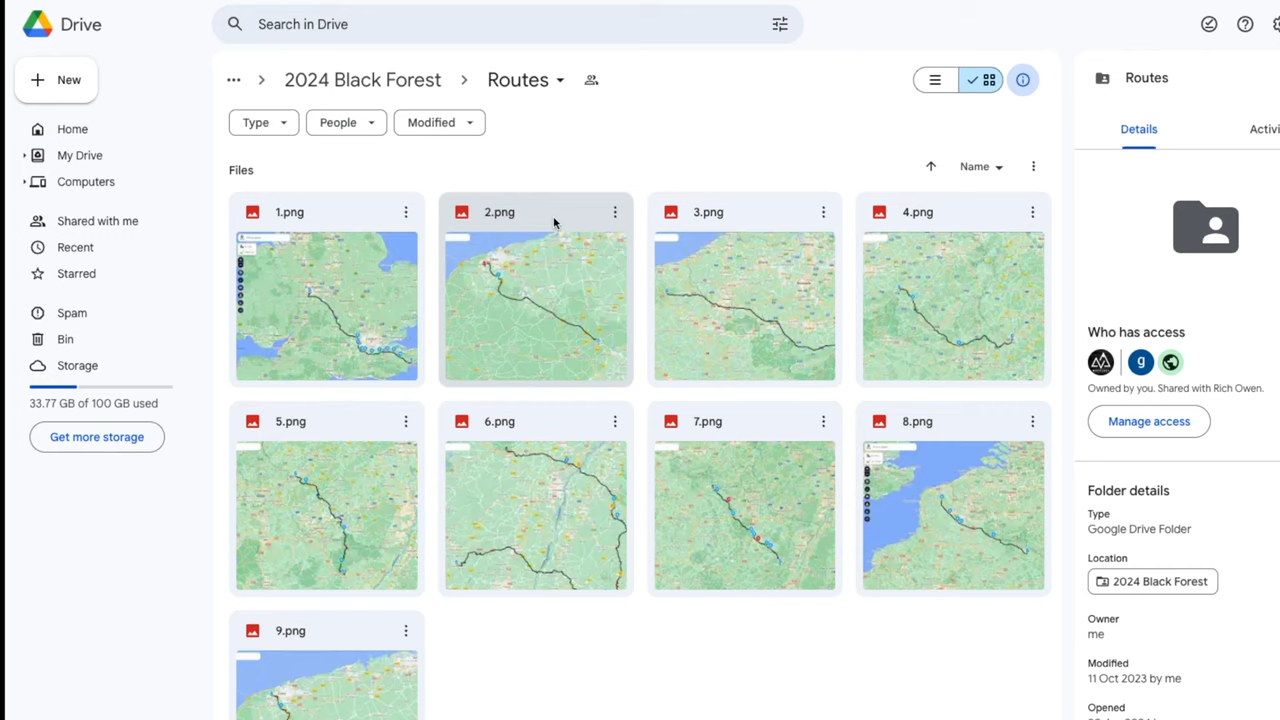 Drive
Search in Drive
New
2024 Black Forest
Routes
Routes
Type
People
Modified
Details
Home
My Drive
Computers
Files
Name
Shared with me
Recent
Starred
Spam
Bin
Storage
33.77 GB of 100 GB used
Get more storage
1.png
2.png
3.png
4.png
5.png
6.png
7.png
8.png
9.png
Who has access
g
Owned by you. Shared with Rich Owen.
Manage access
Folder details
Type
Google Drive Folder
Location
2024 Black Forest
Owner
me
Modified
11 Oct 2023 by me
Opened